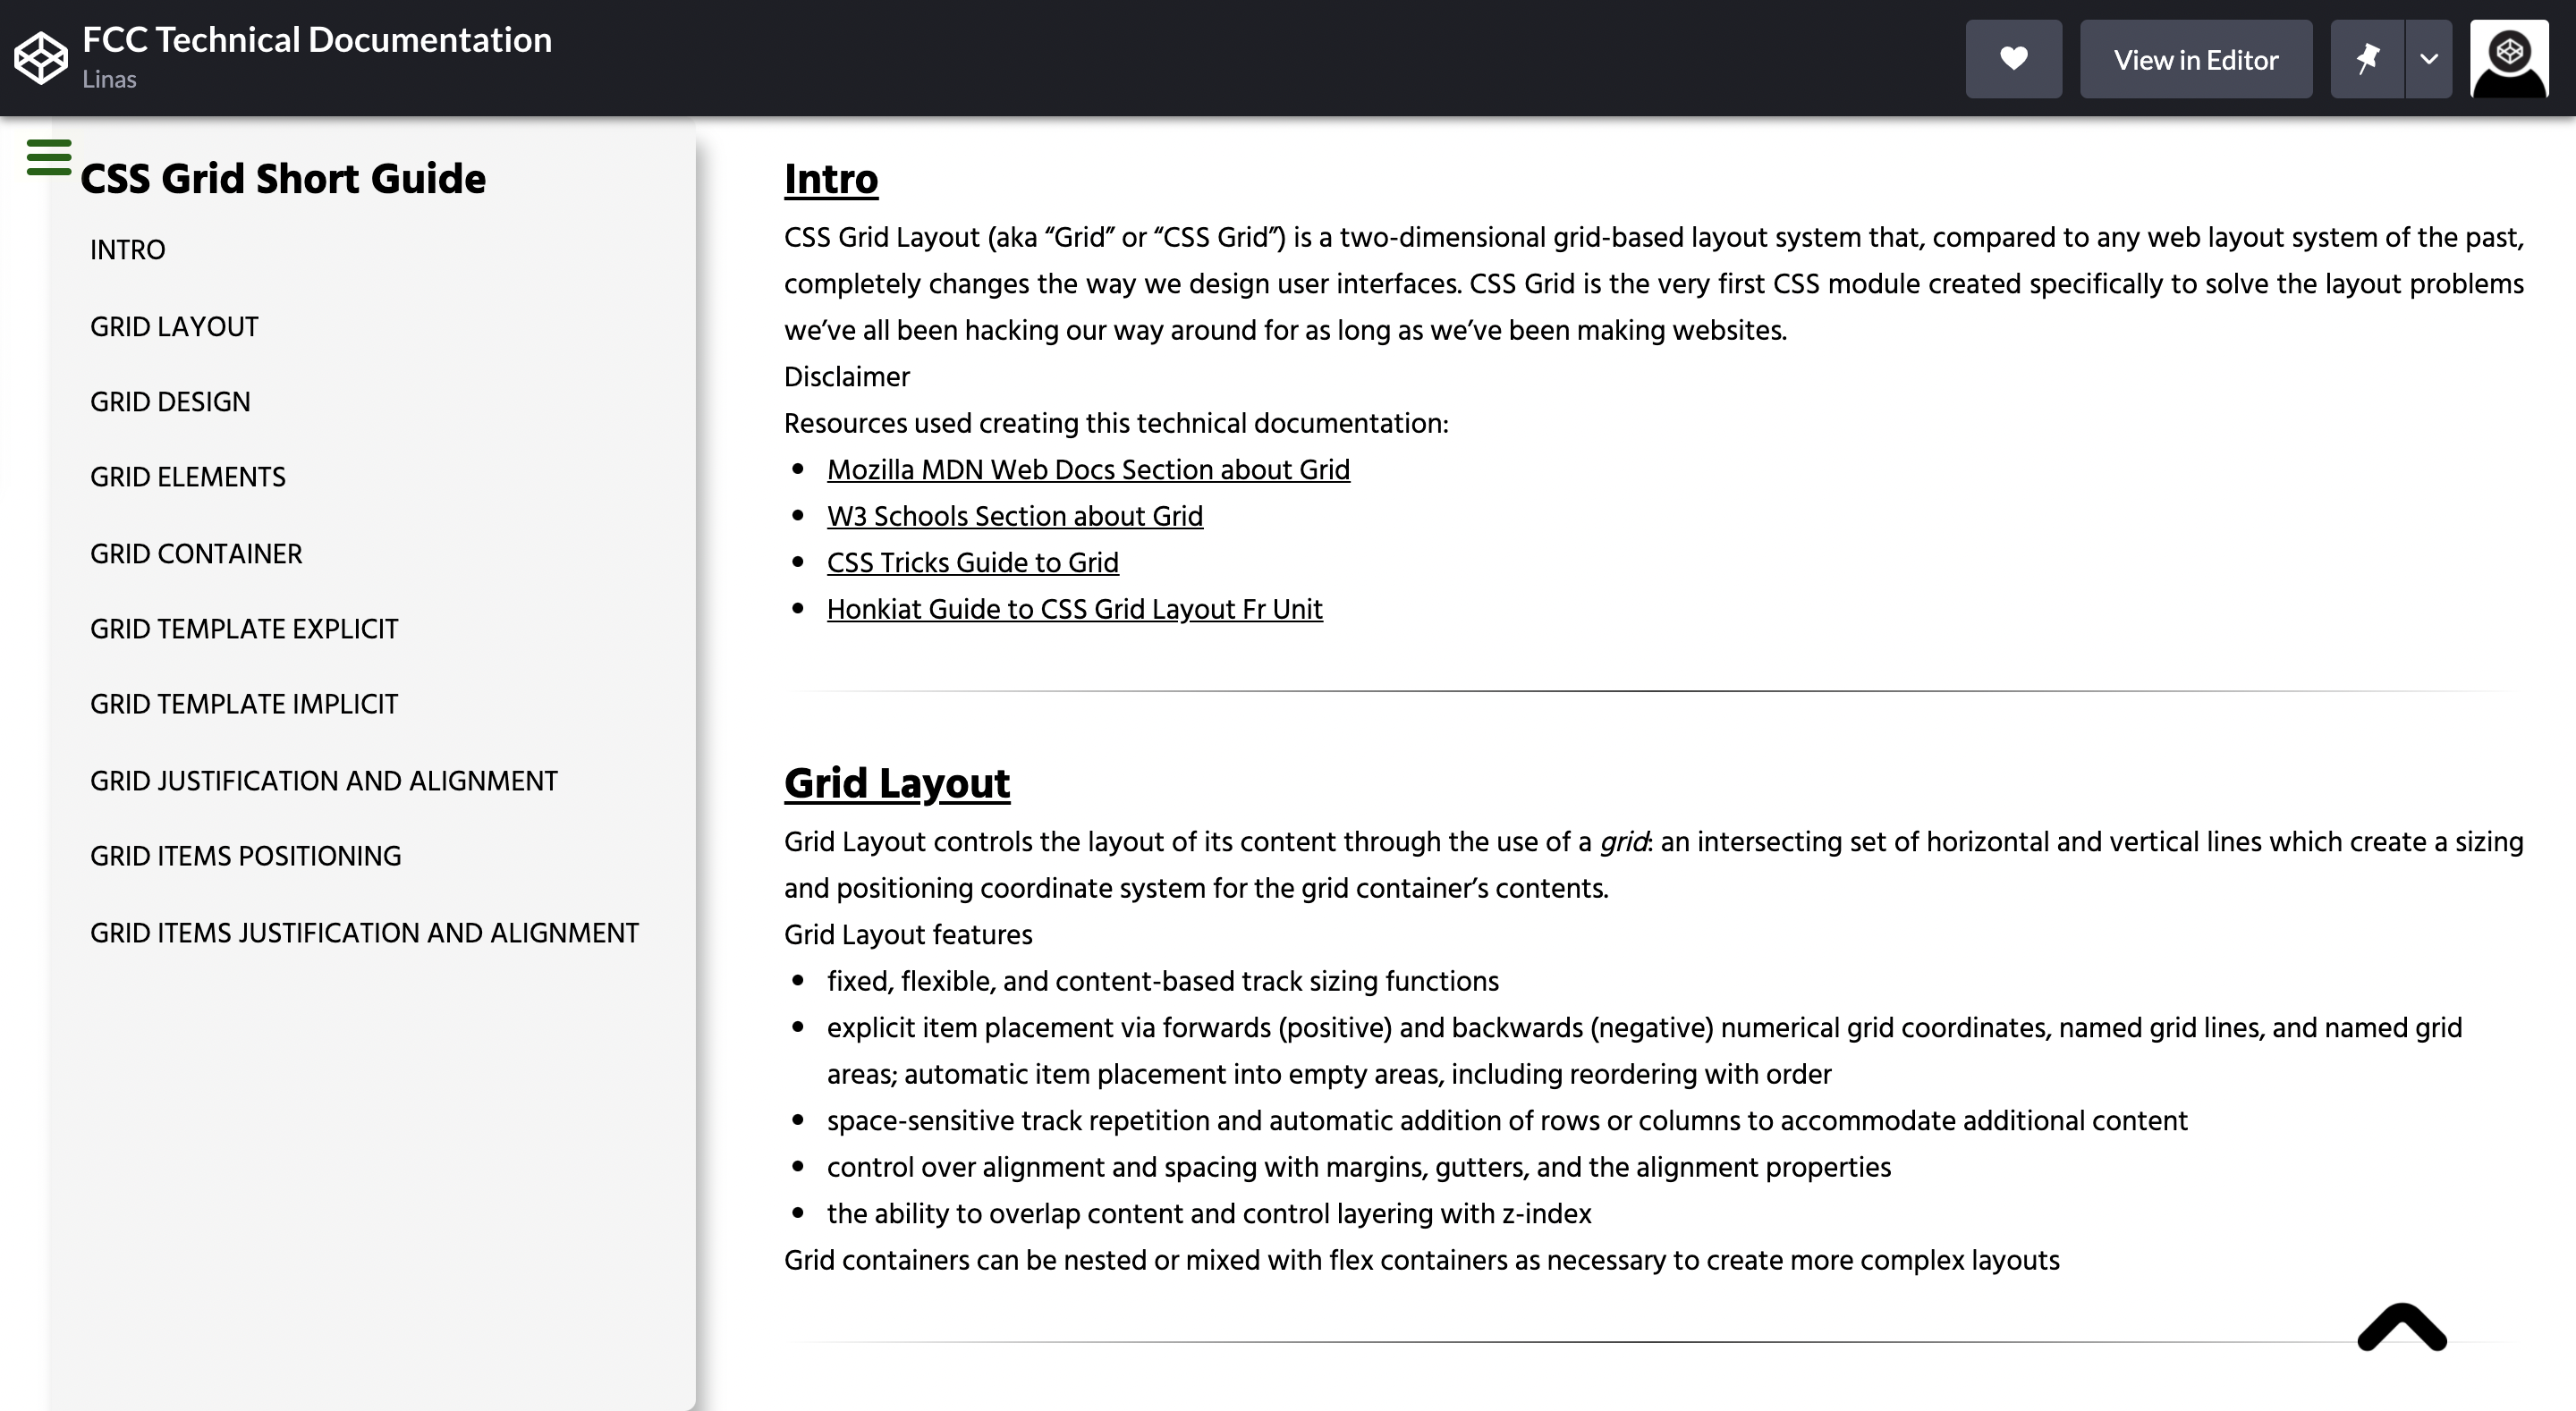 FCC Technical Documentation
Linas
View in Editor
CSS Grid Short Guide
INTRO
GRID LAYOUT
GRID DESIGN
GRID ELEMENTS
GRID CONTAINER
GRID TEMPLATE EXPLICIT
GRID TEMPLATE IMPLICIT
GRID JUSTIFICATION AND ALIGNMENT
GRID ITEMS POSITIONING
GRID ITEMS JUSTIFICATION AND ALIGNMENT
Intro
CSS Grid Layout (aka “Grid” or “CSS Grid”) is a two-dimensional grid-based layout system that, compared to any web layout system of the past,
completely changes the way we design user interfaces. CSS Grid is the very first CSS module created specifically to solve the layout problems
we’ve all been hacking our way around for as long as we’ve been making websites.
Disclaimer
Resources used creating this technical documentation:
Mozilla MDN Web Docs Section about Grid
W3 Schools Section about Grid
CSS Tricks Guide to Grid
Honkiat Guide to CSS Grid Layout Fr Unit
Grid Layout
Grid Layout controls the layout of its content through the use of a grid: an intersecting set of horizontal and vertical lines which create a sizing
and positioning coordinate system for the grid container’s contents.
Grid Layout features
fixed, flexible, and content-based track sizing functions
explicit item placement via forwards (positive) and backwards (negative) numerical grid coordinates, named grid lines, and named grid
areas; automatic item placement into empty areas, including reordering with order
space-sensitive track repetition and automatic addition of rows or columns to accommodate additional content
control over alignment and spacing with margins, gutters, and the alignment properties
the ability to overlap content and control layering with z-index
Grid containers can be nested or mixed with flex containers as necessary to create more complex layouts